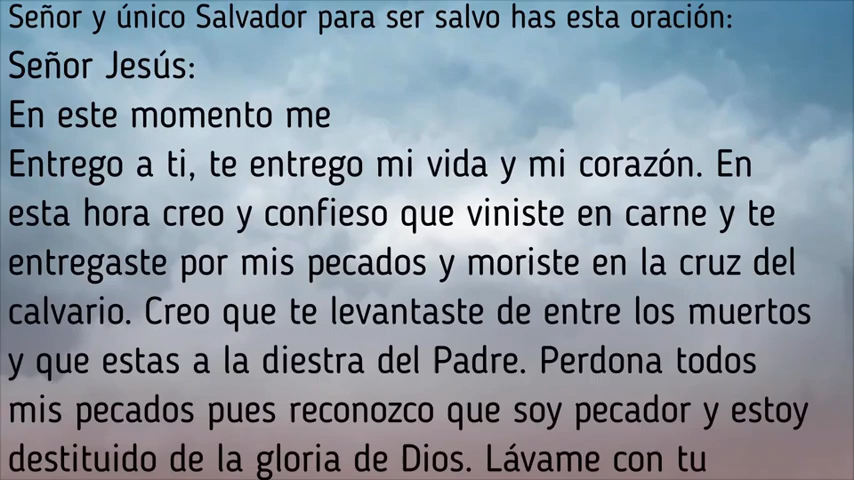 Señor y único Salvador para ser salvo has esta oración:
Señor Jesús:
En este momento me
Entrego a ti, te entrego mi vida y mi corazón. En
esta hora creo y confieso que viniste en carne y te
entregaste por mis pecados y moriste en la cruz del
calvario. Creo que te levantaste de entre los muertos
y que estas a la diestra del Padre. Perdona todos
mis pecados pues reconozco que soy pecador y estoy
destituido de la gloria de Dios. Lávame con tu